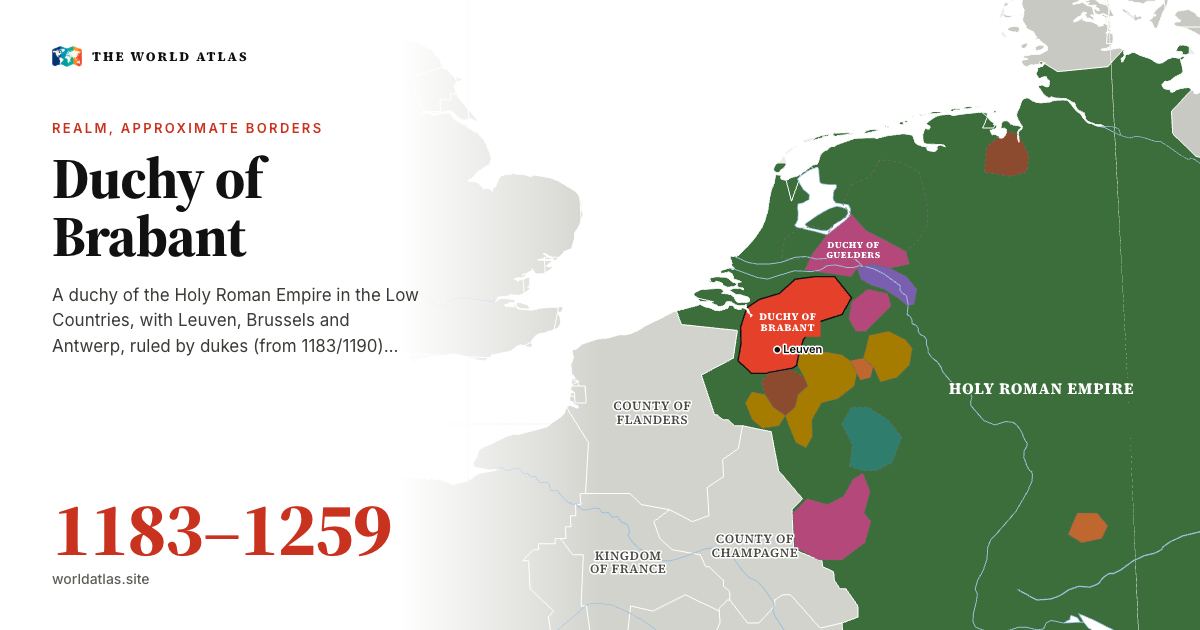 THE WORLD ATLAS
REALM, APPROXIMATE BORDERS
Duchy of
Brabant
A duchy of the Holy Roman Empire in the Low
Countries, with Leuven, Brussels and
Antwerp, ruled by dukes (from 1183/1190)...
1183–1259
worldatlas.site
DUCHY OF
GUELDERS
DUCHY OF
BRABANT
Leuven
HOLY ROMAN EMPIRE
COUNTY OF
FLANDERS
COUNTY OF
CHAMPAGNE
KINGDOM
OF FRANCE